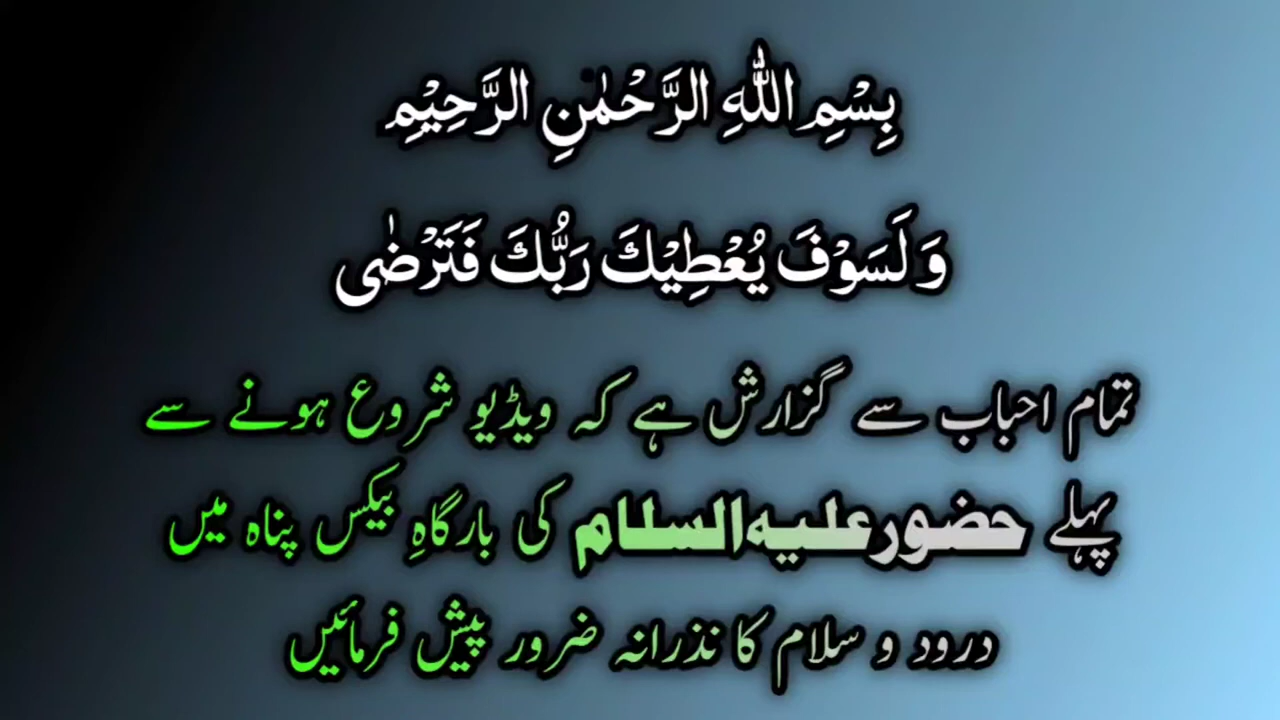 بِسْمِ اللّٰهِ الرَّحْمٰنِ الرَّحِيْمِ
وَلَسَوْفَ يُعْطِيْكَ رَبُّكَ فَتَرْضٰى
تمام احباب سے گزارش ہے کہ ویڈیو شروع ہونے سے
پہلے حضور علیہ السلام کی بارگاہِ بیکس پناہ میں
درود و سلام کا نذرانہ ضرور پیش فرمائیں